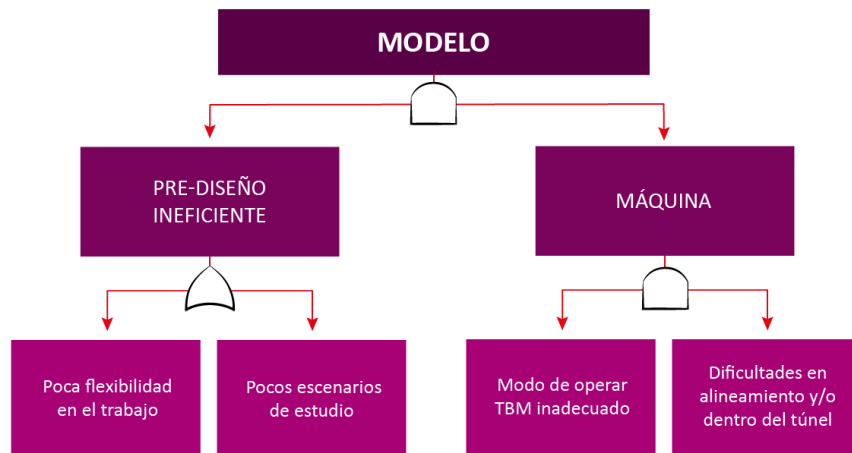 MODELO
PRE-DISEÑO
INEFICIENTE
MÁQUINA
Poca flexibilidad
en el trabajo
Pocos escenarios
de estudio
Modo de operar
TBM inadecuado
Dificultades en
alineamiento y/o
dentro del túnel